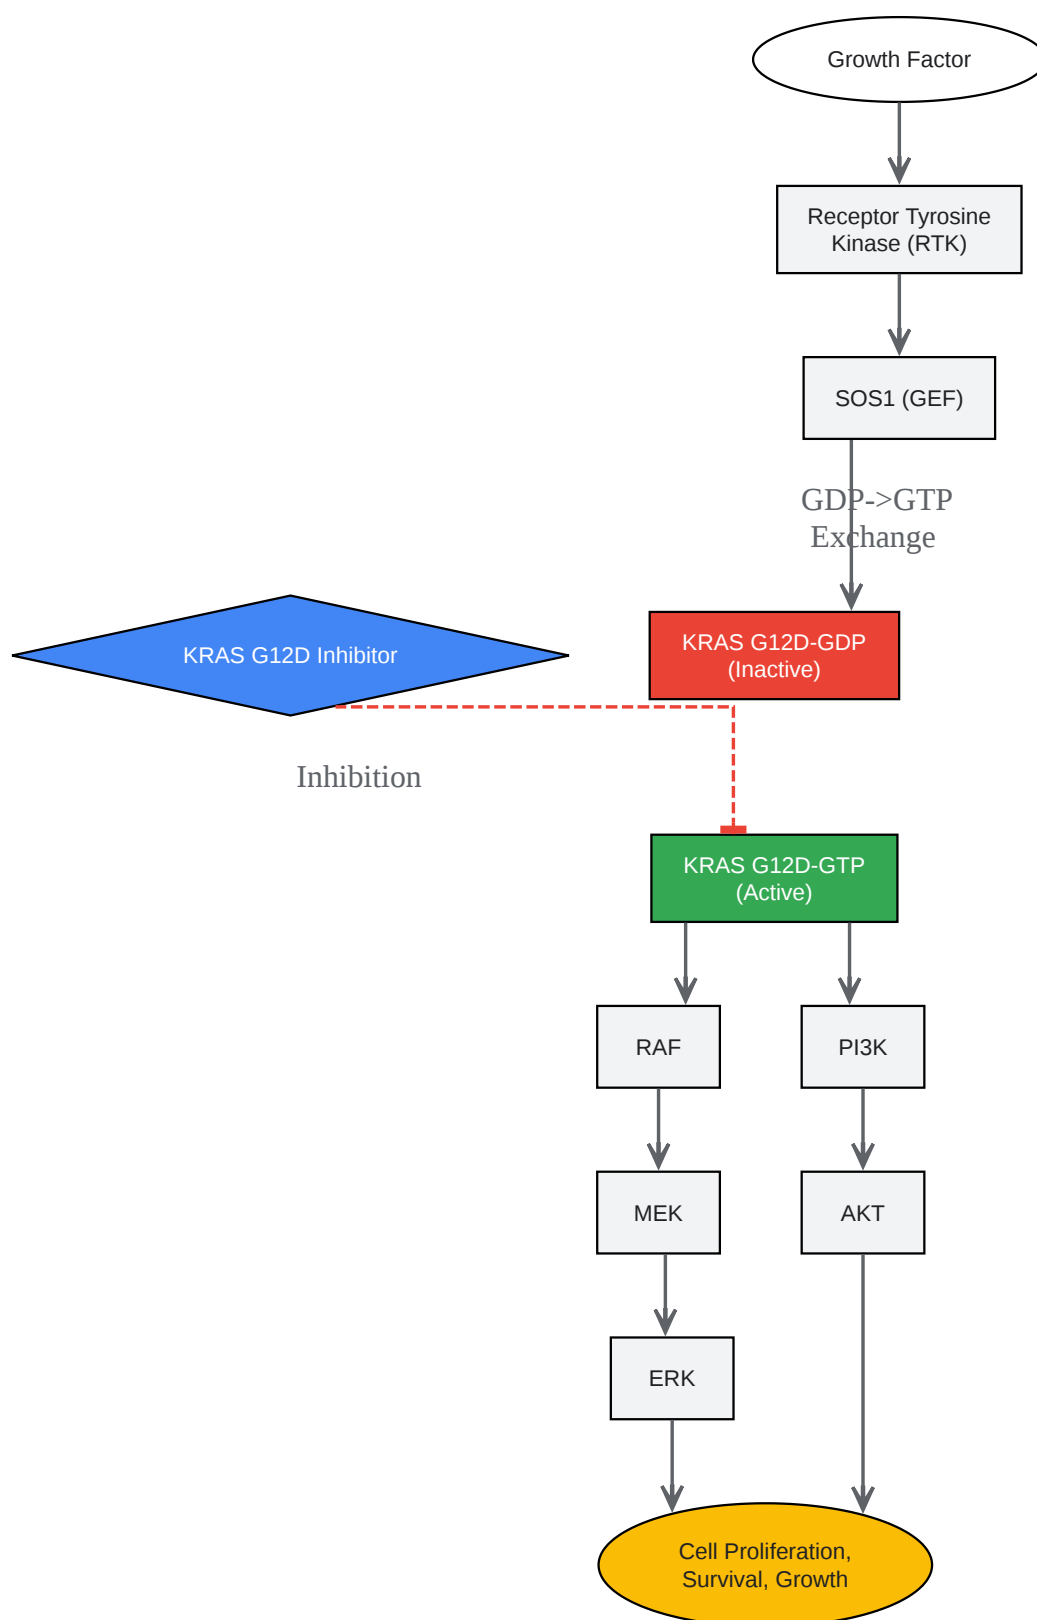 Growth Factor
Receptor Tyrosine
Kinase (RTK)
SOS1 (GEF)
GDP->GTP
Exchange
KRAS G12D Inhibitor
KRAS G12D-GDP
(Inactive)
Inhibition
KRAS G12D-GTP
(Active)
RAF
PI3K
MEK
AKT
ERK
Cell Proliferation,
Survival, Growth